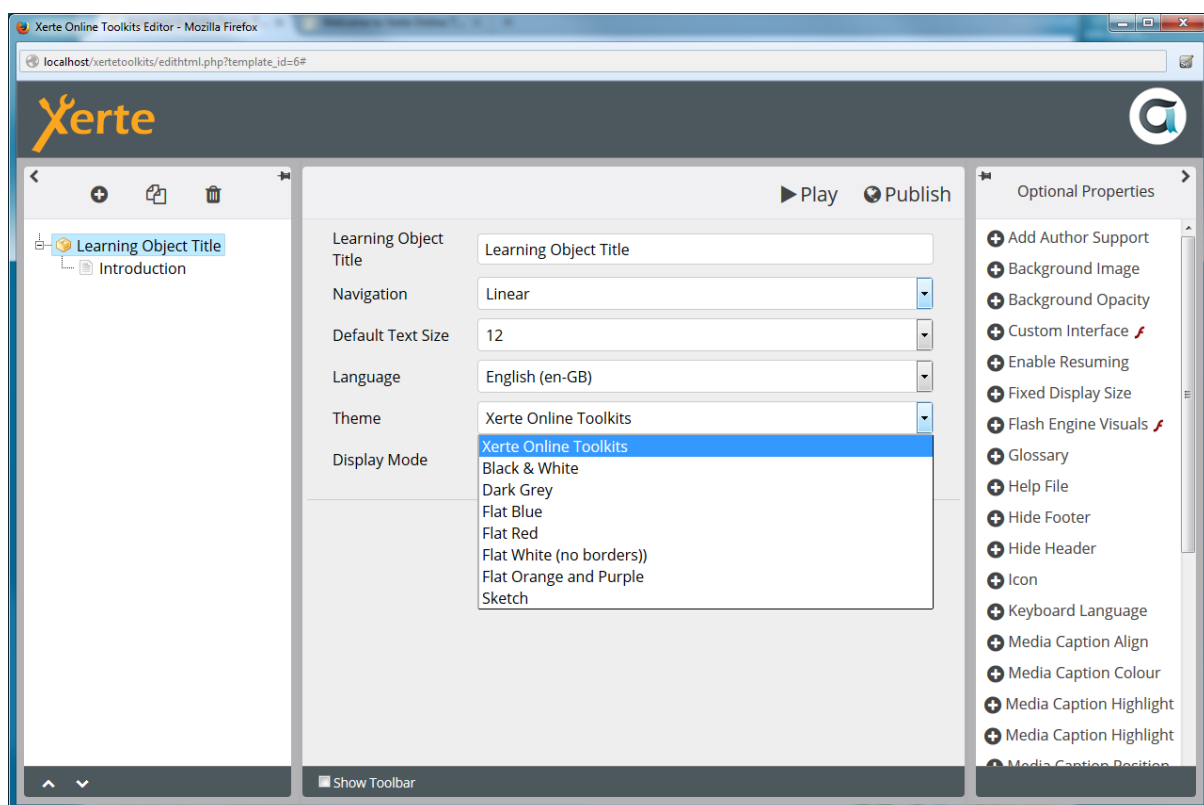 Xerte Online Toolkits Editor - Mozilla Firefox
localhost/xertetoolkits/edithtml.php?template_id=6#
Xerte
Play
Publish
Optional Properties
Learning Object Title
Introduction
Learning Object
Title
Learning Object Title
Navigation
Linear
Default Text Size
12
Language
English (en-GB)
Theme
Xerte Online Toolkits
Display Mode
Xerte Online Toolkits
Black & White
Dark Grey
Flat Blue
Flat Red
Flat White (no borders))
Flat Orange and Purple
Sketch
Add Author Support
Background Image
Background Opacity
Custom Interface
Enable Resuming
Fixed Display Size
Flash Engine Visuals
Glossary
Help File
Hide Footer
Hide Header
Icon
Keyboard Language
Media Caption Align
Media Caption Colour
Media Caption Highlight
Media Caption Highlight
Media Caption Position
Show Toolbar